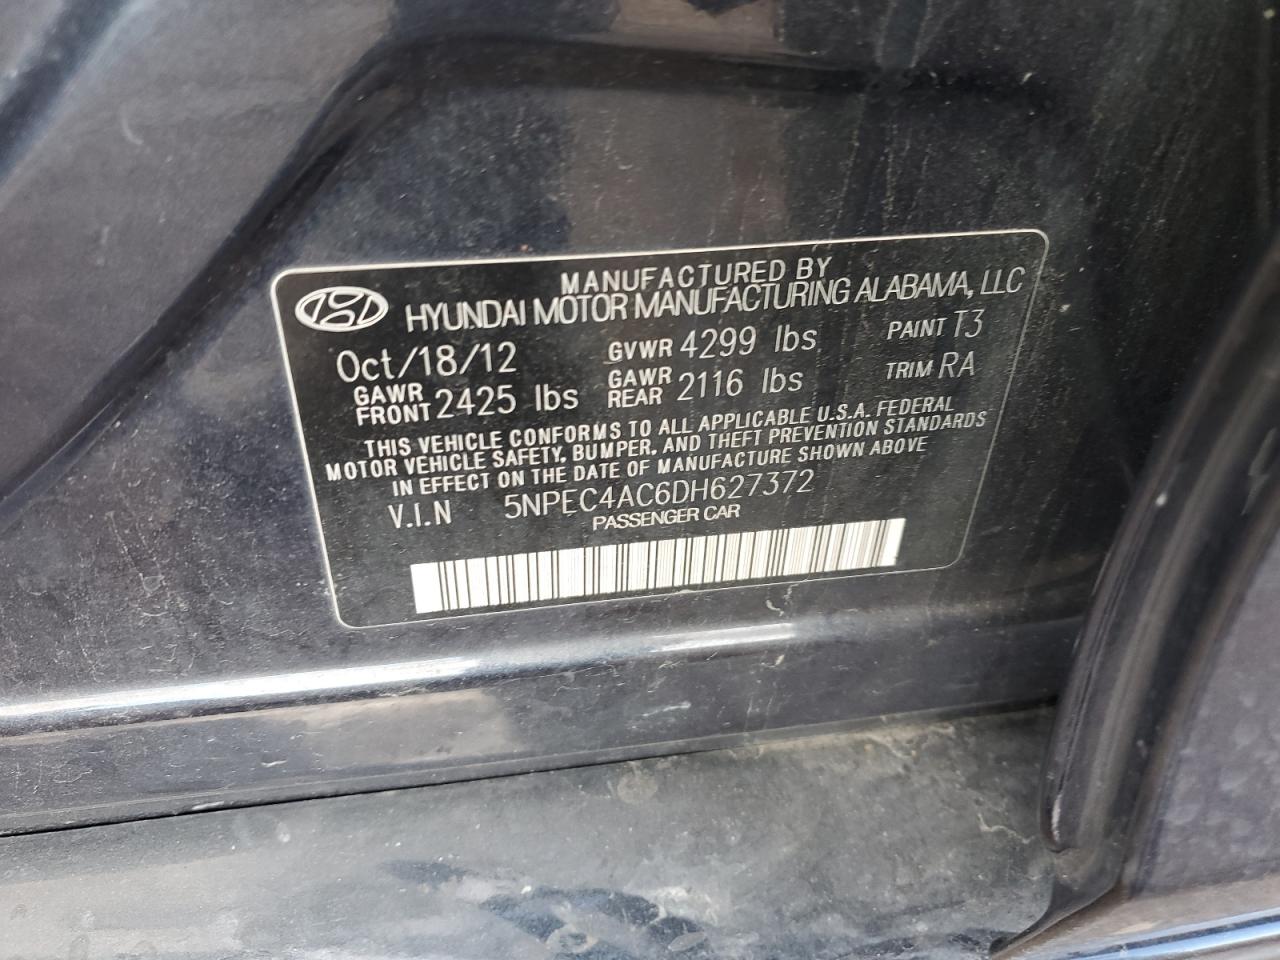 MANUFACTURED BY
HYUNDAI MOTOR MANUFACTURING ALABAMA, LLC
Oct/18/12 GVWR 4299 lbs PAINT T3
GAWR FRONT 2425 lbs GAWR REAR 2116 lbs TRIM RA
THIS VEHICLE CONFORMS TO ALL APPLICABLE U.S.A. FEDERAL
MOTOR VEHICLE SAFETY, BUMPER, AND THEFT PREVENTION STANDARDS
IN EFFECT ON THE DATE OF MANUFACTURE SHOWN ABOVE
V.I.N 5NPEC4AC6DH627372
PASSENGER CAR